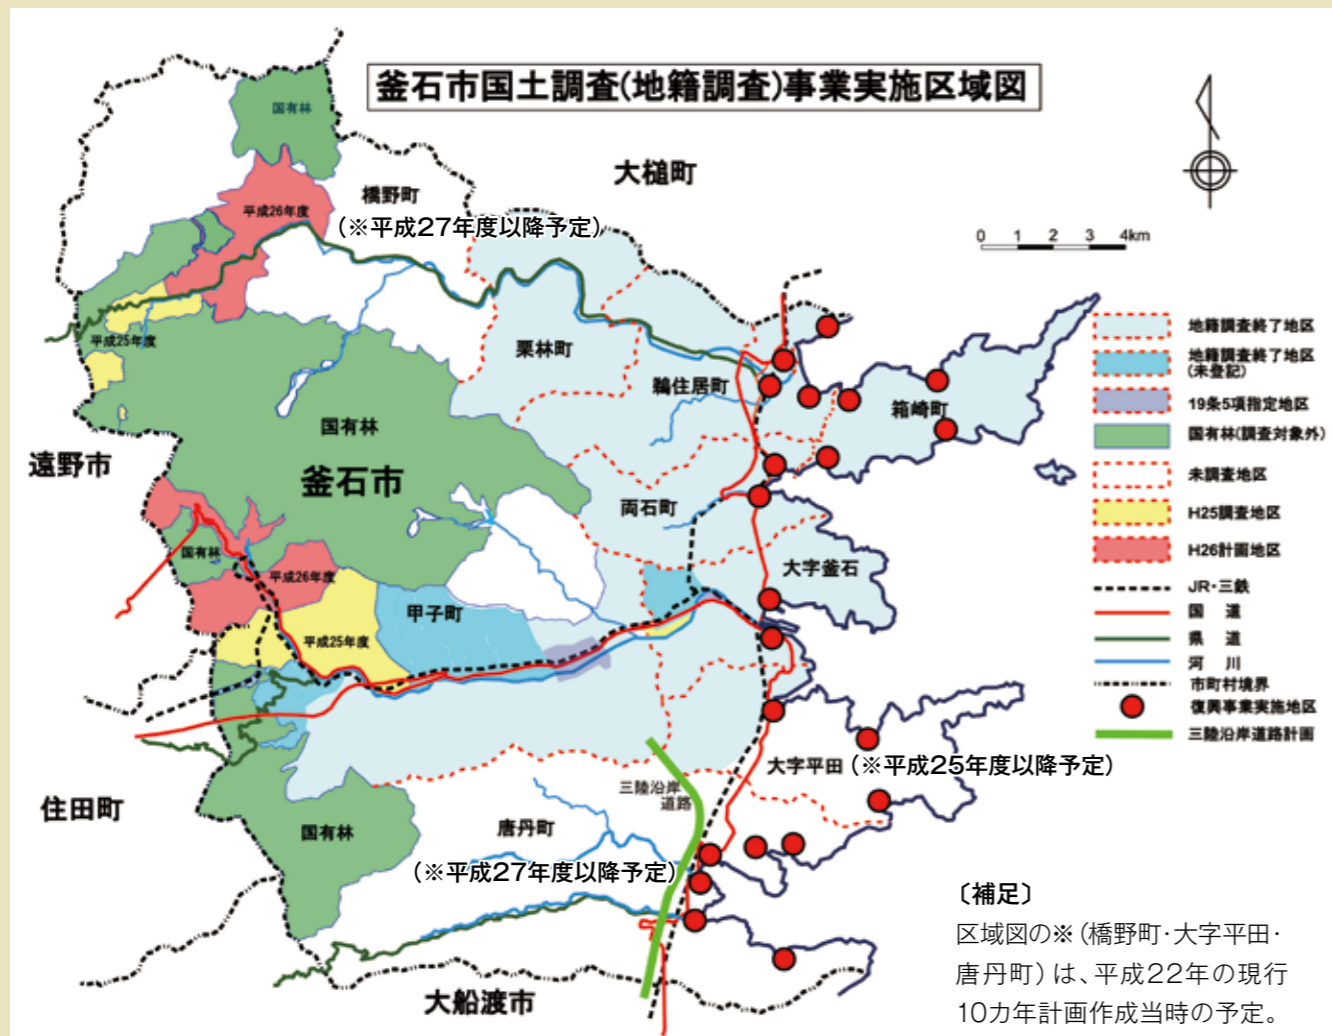 釜石市国土調査(地籍調査)事業実施区域図
国有林
大槌町
橋野町
平成26年度
(※平成27年度以降予定)
0 1 2 3 4km
平成25年度
栗林町
鵜住居町
箱崎町
国有林
遠野市
釜石市
両石町
国有林
大字釜石
平成26年度
甲子町
平成25年度
大字平田(※平成25年度以降予定)
三陸沿岸
道路
住田町
国有林
唐丹町
(※平成27年度以降予定)
大船渡市
地籍調査終了地区
地籍調査終了地区
(未登記)
19条5項指定地区
国有林(調査対象外)
未調査地区
H25調査地区
H26計画地区
JR・三鉄
国 道
県 道
河 川
市町村境界
復興事業実施地区
三陸沿岸道路計画
〔補足〕
区域図の※(橋野町・大字平田・
唐丹町)は、平成22年の現行
10カ年計画作成当時の予定。